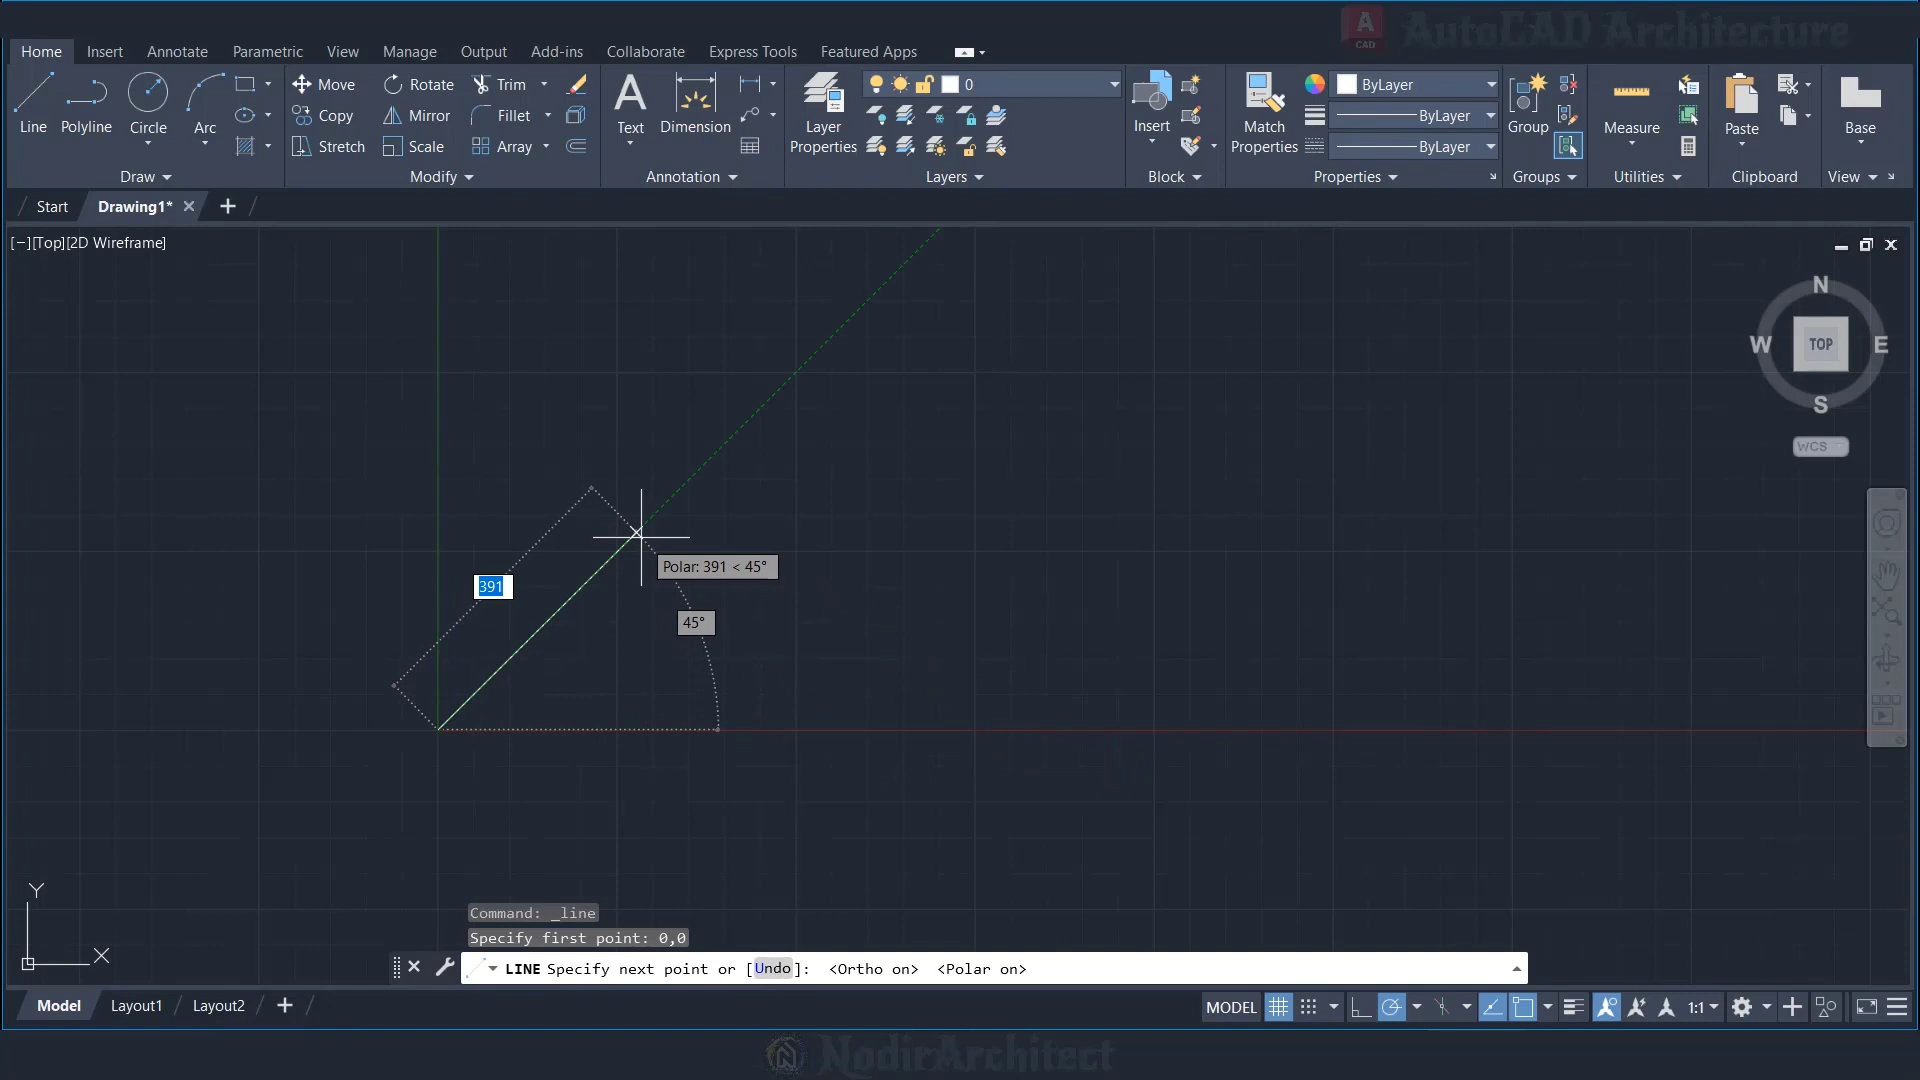 A CAD AutoCAD Architecture
Home Insert Annotate Parametric View Manage Output Add-ins Collaborate Express Tools Featured Apps
Line Polyline Circle Arc
Move Rotate Trim
Copy Mirror Fillet
Stretch Scale Array
Text Dimension
Layer Properties
0
Insert
Match Properties
ByLayer
ByLayer
ByLayer
Group
Measure
Paste
Base
Draw Modify Annotation Layers Block Properties Groups Utilities Clipboard View
Start Drawing1*
[−][Top][2D Wireframe]
N
W TOP E
S
WCS
Polar: 391 < 45°
391
45°
Y
X
Command: _line
Specify first point: 0,0
LINE Specify next point or [Undo]: <Ortho on> <Polar on>
Model Layout1 Layout2
MODEL 1:1
NodirArchitect